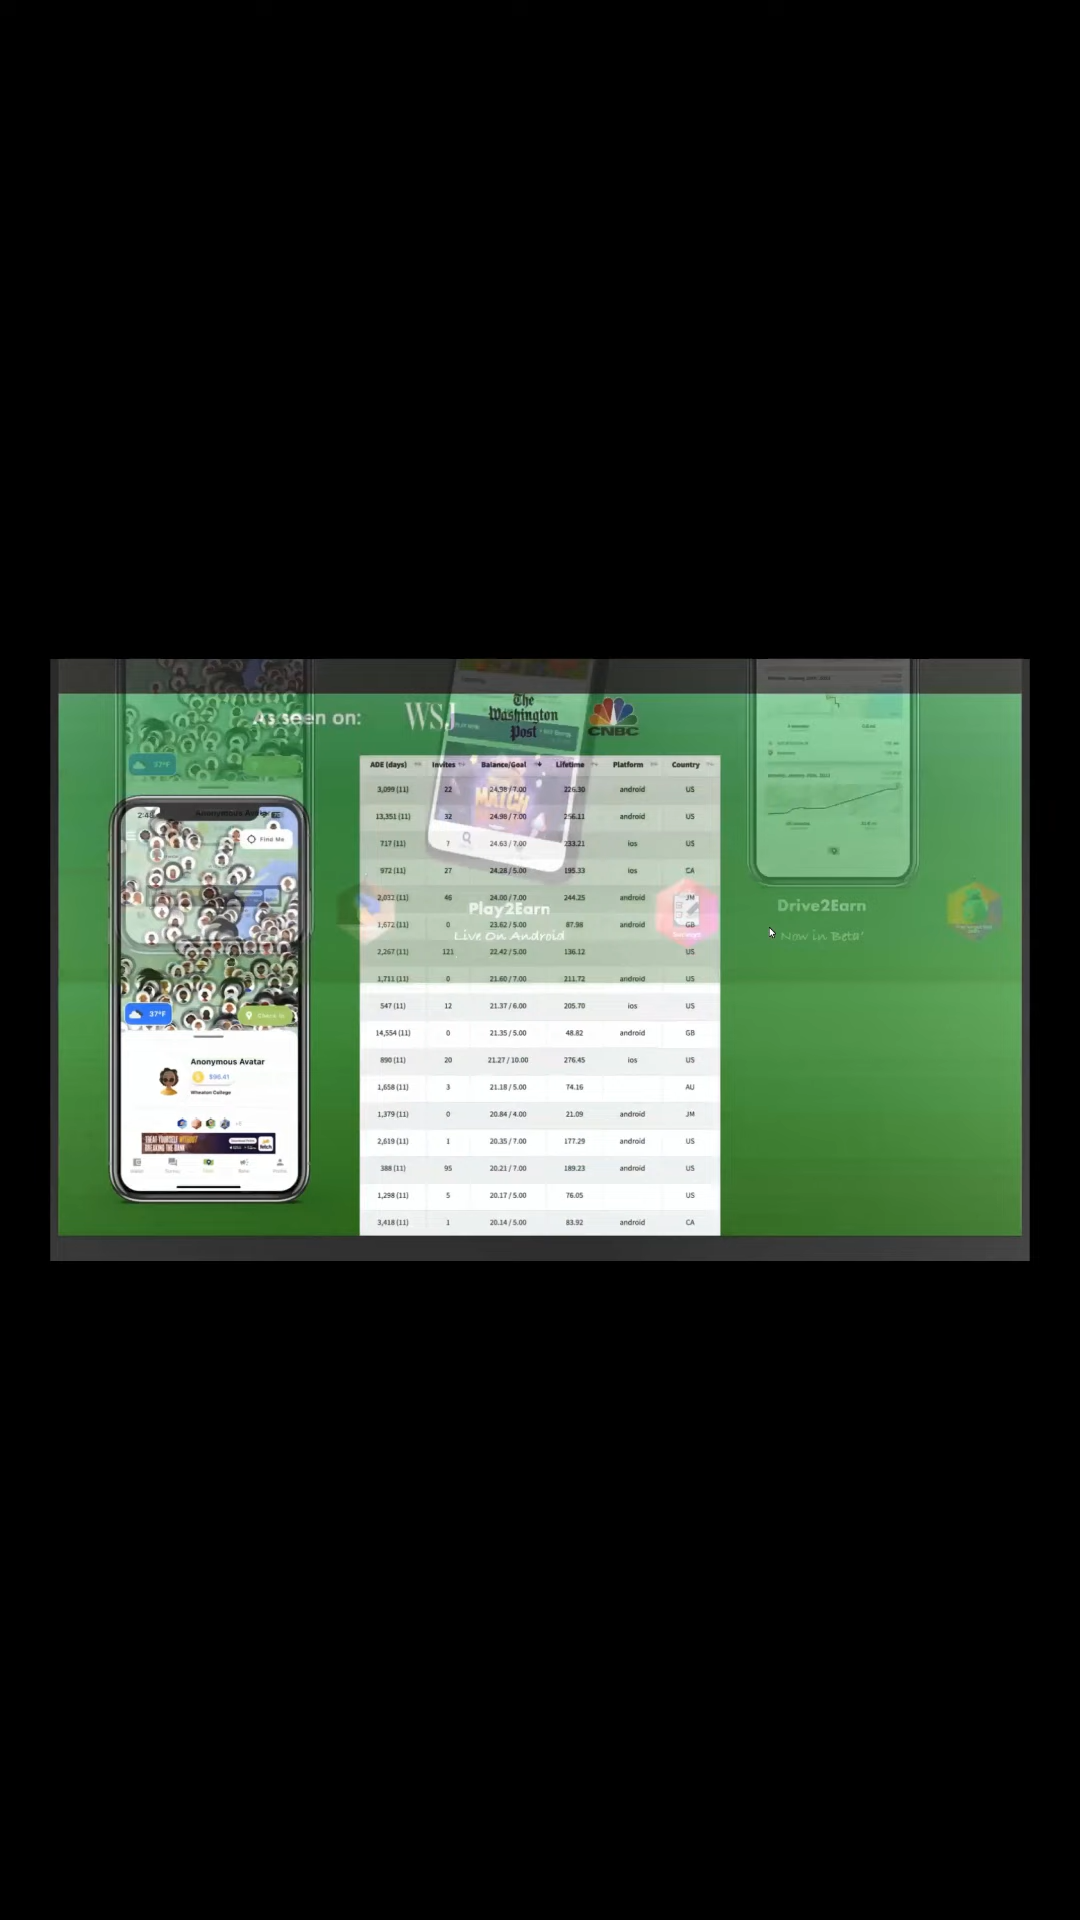 37°F
As seen on:
WSJ
The
Washington
Post
CNBC
ADE (days) Invites Balance/Goal Lifetime Platform Country
3,099 (11) 22 24.98 / 7.00 226.30 android US
13,351 (11) 32 24.98 / 7.00 256.11 android US
717 (11) 7 24.63 / 7.00 233.21 ios US
972 (11) 27 24.28 / 5.00 195.33 ios CA
2,032 (11) 46 24.00 / 7.00 244.25 android JM
1,672 (11) 0 23.62 / 5.00 87.98 android GB
2,267 (11) 121 22.42 / 5.00 136.12 US
1,711 (11) 0 21.60 / 7.00 211.72 android US
547 (11) 12 21.37 / 6.00 205.70 ios US
14,554 (11) 0 21.35 / 5.00 48.82 android GB
890 (11) 20 21.27 / 10.00 276.45 ios US
1,658 (11) 3 21.18 / 5.00 74.16 AU
1,379 (11) 0 20.84 / 4.00 21.09 android JM
2,619 (11) 1 20.35 / 7.00 177.29 android US
388 (11) 95 20.21 / 7.00 189.23 android US
1,298 (11) 5 20.17 / 5.00 76.05 US
3,418 (11) 1 20.14 / 5.00 83.92 android CA
MATCH
Play2Earn
Live On Android
Drive2Earn
Now in Beta
Find Me
37°F
Check In
Anonymous Avatar
$96.41
Wheaton College
TREAT YOURSELF WITHOUT
BREAKING THE BANK
fetch